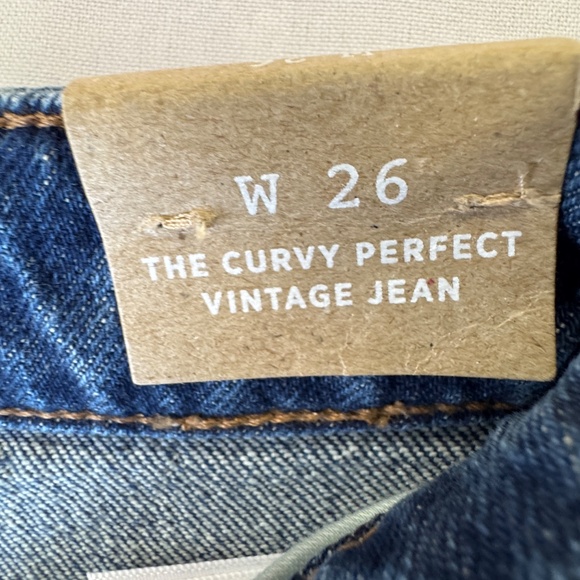 W 26
THE CURVY PERFECT
VINTAGE JEAN